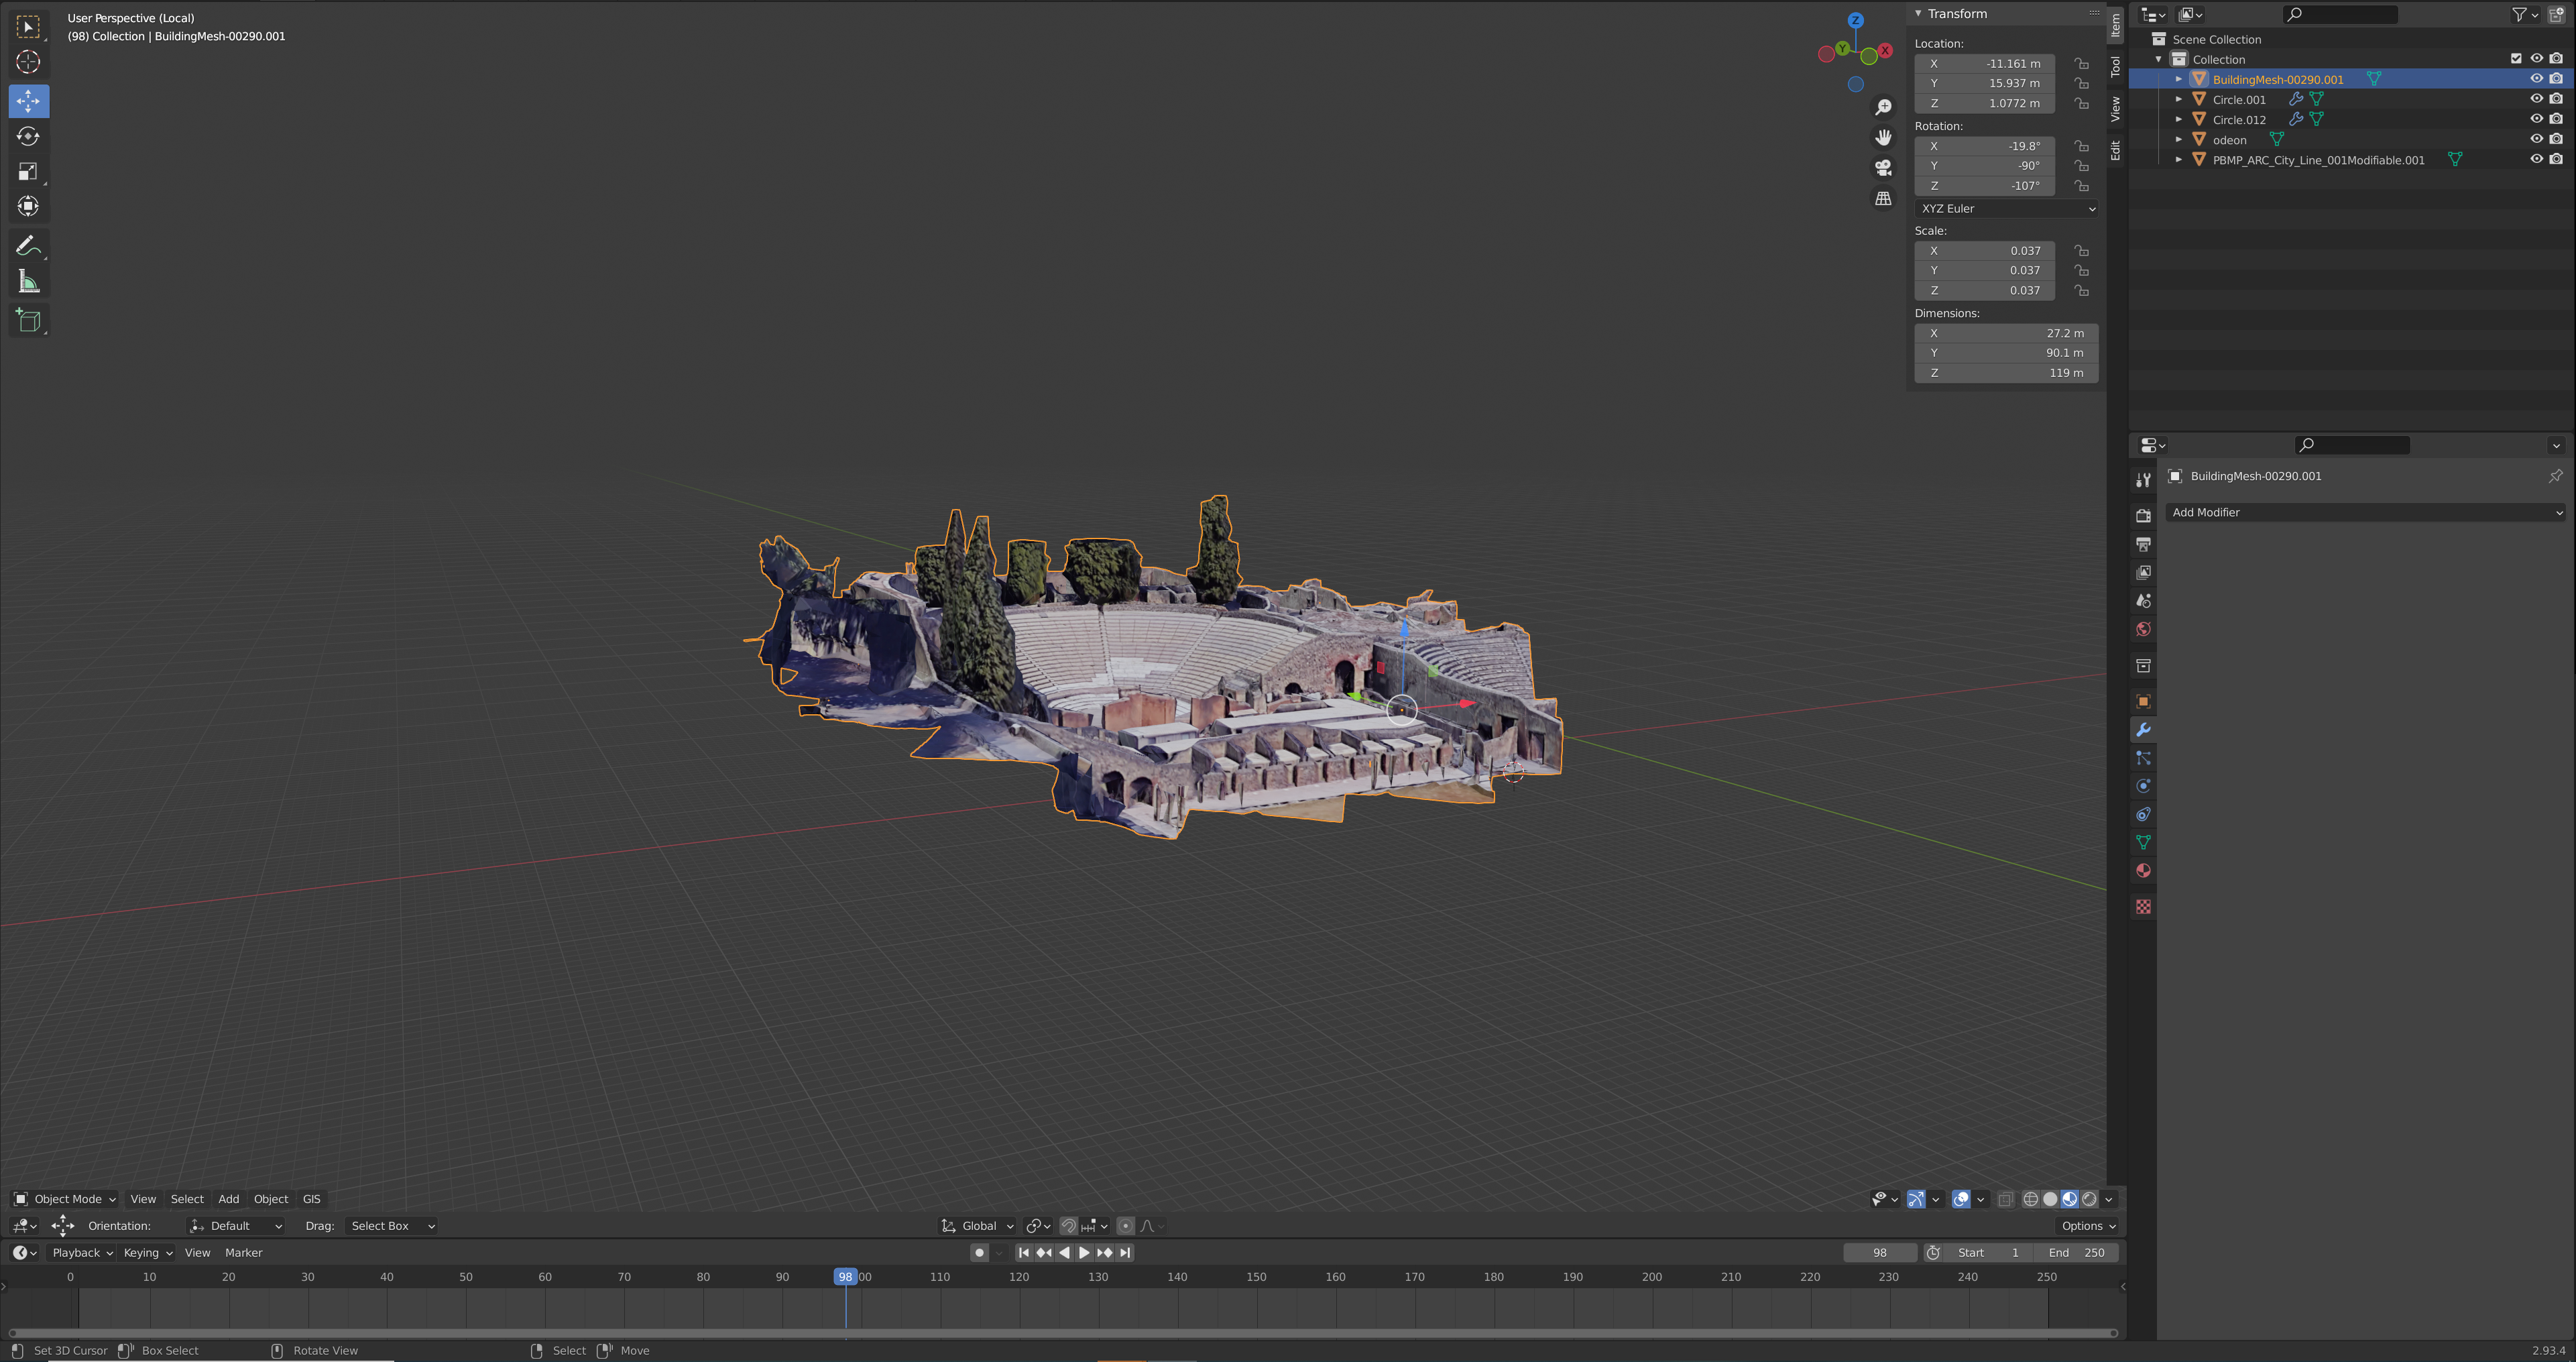 User Perspective (Local)
(98) Collection | BuildingMesh-00290.001
Z
Y
X
Transform
Location:
X -11.161 m
Y 15.937 m
Z 1.0772 m
Rotation:
X -19.8°
Y -90°
Z -107°
XYZ Euler
Scale:
X 0.037
Y 0.037
Z 0.037
Dimensions:
X 27.2 m
Y 90.1 m
Z 119 m
Item
Tool
View
Edit
Scene Collection
Collection
BuildingMesh-00290.001
Circle.001
Circle.012
odeon
PBMP_ARC_City_Line_001Modifiable.001
BuildingMesh-00290.001
Add Modifier
Object Mode View Select Add Object GIS
Orientation: Default Drag: Select Box Global Options
Playback Keying View Marker 98 Start 1 End 250
0 10 20 30 40 50 60 70 80 90 98 00 110 120 130 140 150 160 170 180 190 200 210 220 230 240 250
Set 3D Cursor Box Select Rotate View Select Move 2.93.4